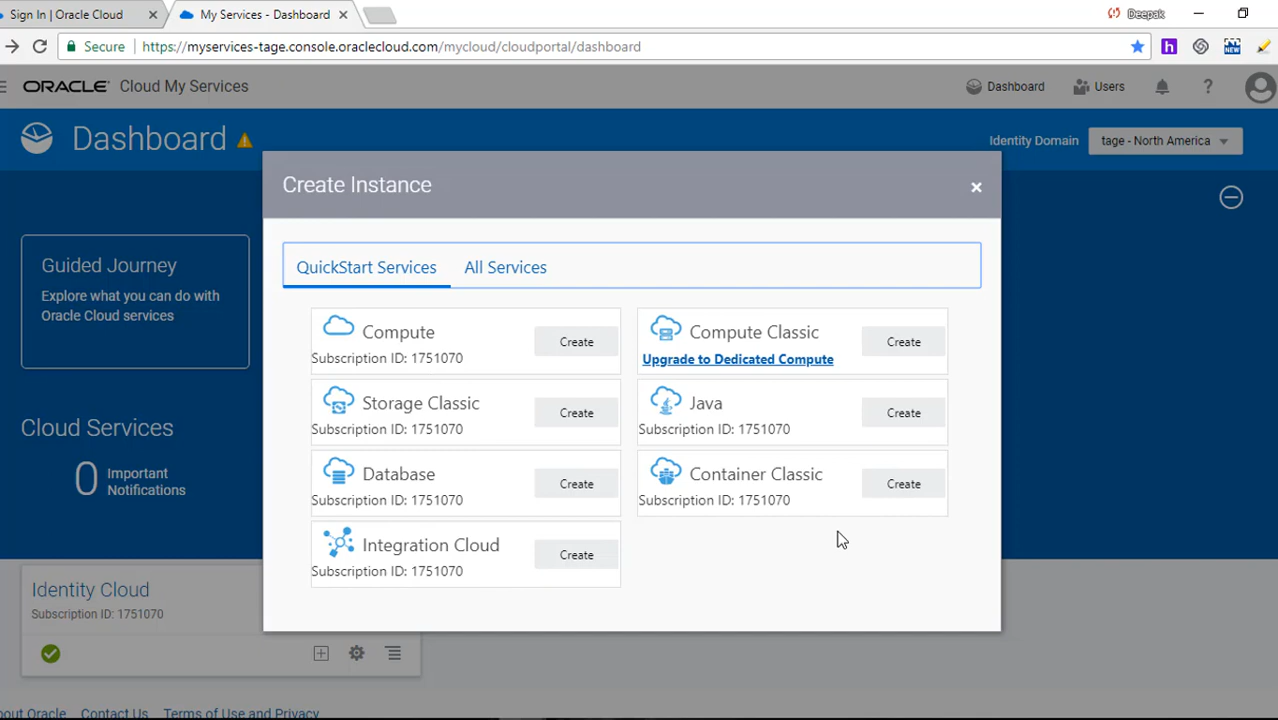 Sign In | Oracle Cloud
My Services - Dashboard
Deepak
Secure
https://myservices-tage.console.oraclecloud.com/mycloud/cloudportal/dashboard
h
NEW
ORACLE' Cloud My Services
Dashboard
Users
?
Dashboard
Identity Domain
tage - North America
Create Instance
Guided Journey
Explore what you can do with
Oracle Cloud services
QuickStart Services
All Services
Compute
Subscription ID: 1751070
Create
Compute Classic
Upgrade to Dedicated Compute
Create
Storage Classic
Subscription ID: 1751070
Create
Java
Subscription ID: 1751070
Create
Database
Subscription ID: 1751070
Create
Container Classic
Subscription ID: 1751070
Create
Integration Cloud
Subscription ID: 1751070
Create
Cloud Services
0 Important
Notifications
Identity Cloud
Subscription ID: 1751070
out Oracle
Contact Us
Terms of Use and Privacy